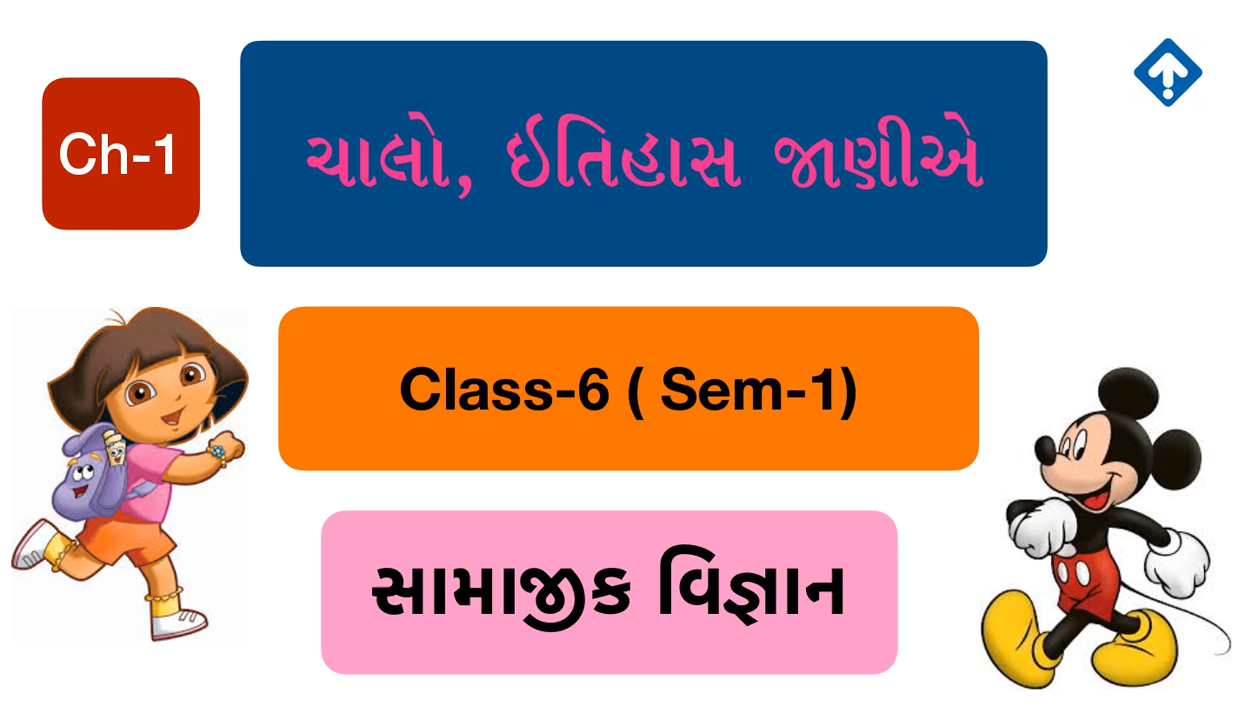 Ch-1
ચાલો, ઈતિહાસ જાણીએ
Class-6 ( Sem-1)
સામાજીક વિજ્ઞાન